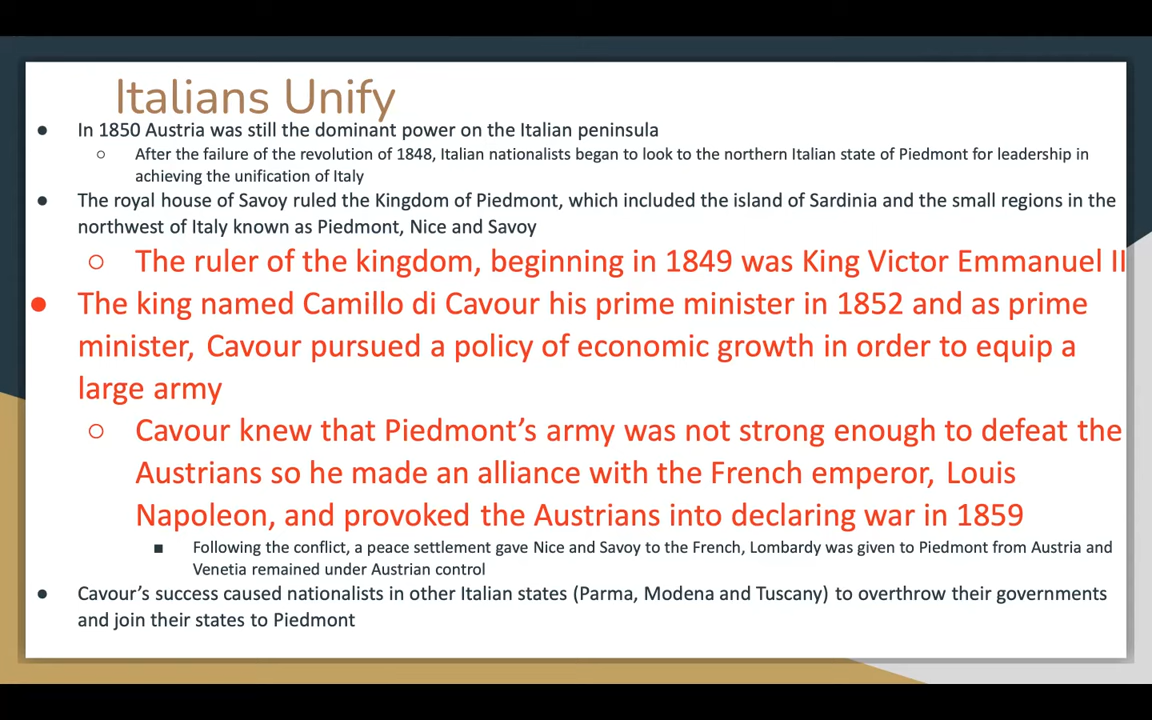 Italians Unify
● In 1850 Austria was still the dominant power on the Italian peninsula
○ After the failure of the revolution of 1848, Italian nationalists began to look to the northern Italian state of Piedmont for leadership in
achieving the unification of Italy
● The royal house of Savoy ruled the Kingdom of Piedmont, which included the island of Sardinia and the small regions in the
northwest of Italy known as Piedmont, Nice and Savoy
○ The ruler of the kingdom, beginning in 1849 was King Victor Emmanuel II
● The king named Camillo di Cavour his prime minister in 1852 and as prime
minister, Cavour pursued a policy of economic growth in order to equip a
large army
○ Cavour knew that Piedmont’s army was not strong enough to defeat the
Austrians so he made an alliance with the French emperor, Louis
Napoleon, and provoked the Austrians into declaring war in 1859
■ Following the conflict, a peace settlement gave Nice and Savoy to the French, Lombardy was given to Piedmont from Austria and
Venetia remained under Austrian control
● Cavour’s success caused nationalists in other Italian states (Parma, Modena and Tuscany) to overthrow their governments
and join their states to Piedmont